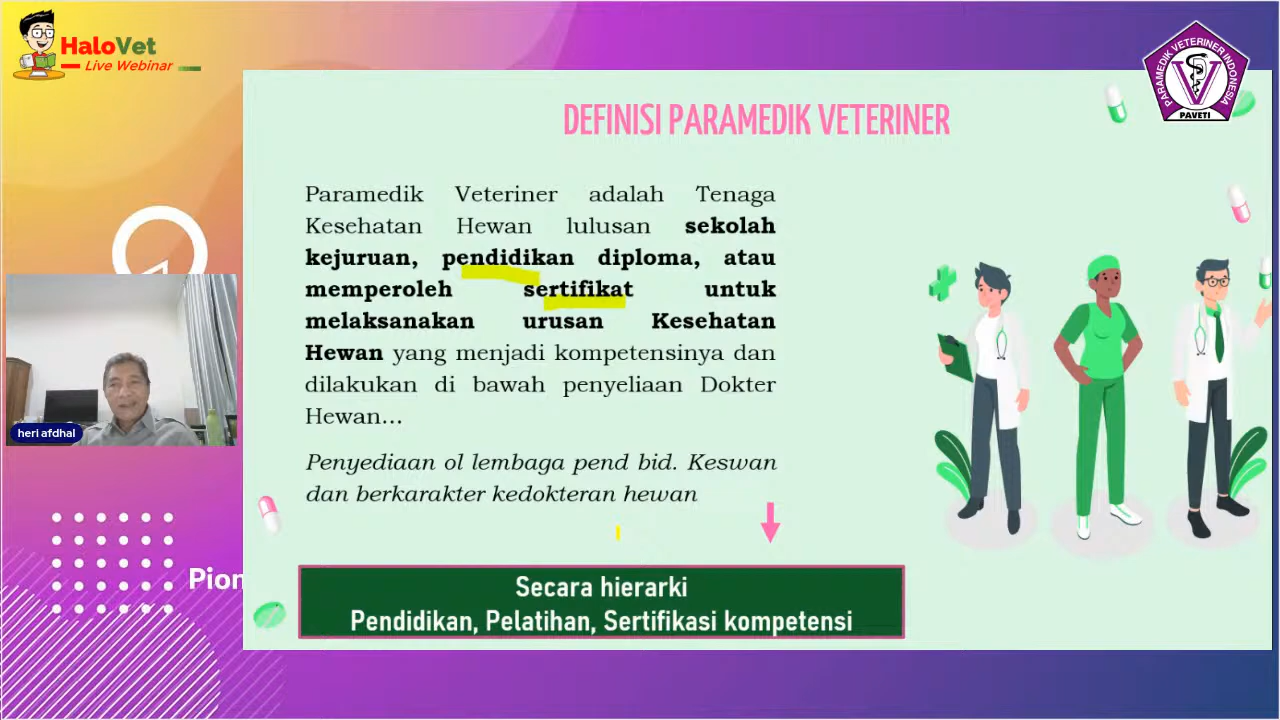 HaloVet
Live Webinar
PARAMEDIK VETERINER INDONESIA
PAVETI
DEFINISI PARAMEDIK VETERINER
Paramedik Veteriner adalah Tenaga
Kesehatan Hewan lulusan sekolah
kejuruan, pendidikan diploma, atau
memperoleh sertifikat untuk
melaksanakan urusan Kesehatan
Hewan yang menjadi kompetensinya dan
dilakukan di bawah penyeliaan Dokter
Hewan...
Penyediaan ol lembaga pend bid. Keswan
dan berkarakter kedokteran hewan
heri afdhal
Pion
Secara hierarki
Pendidikan, Pelatihan, Sertifikasi kompetensi